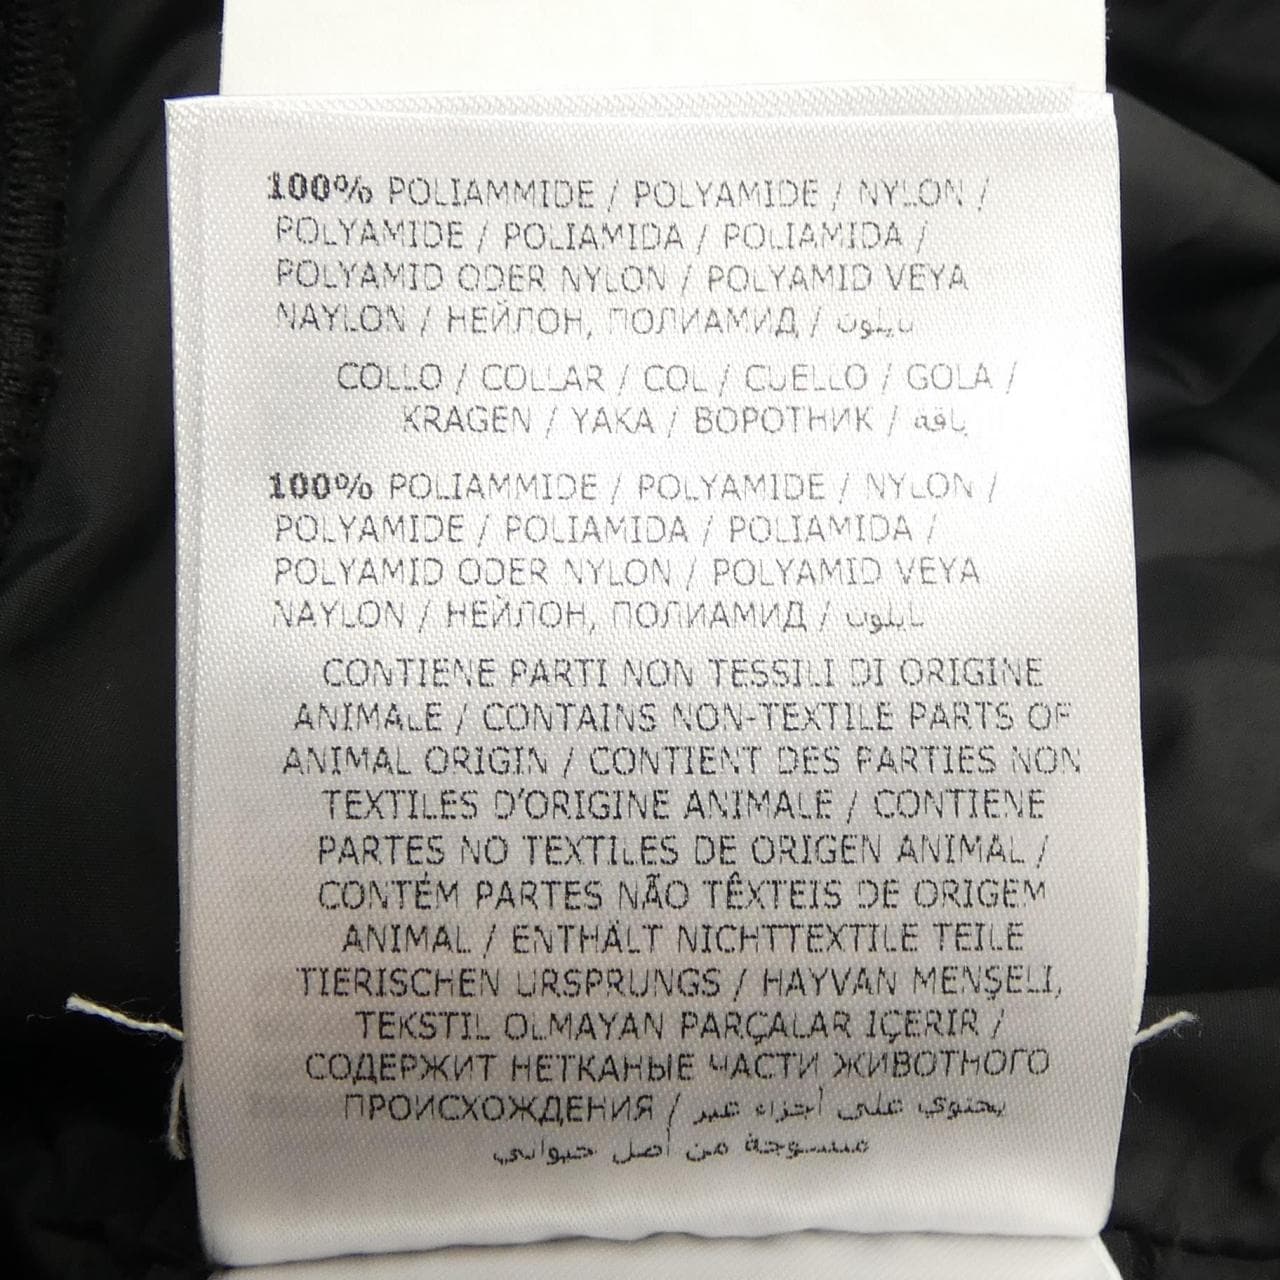 100% POLIAMMIDE / POLYAMIDE / NYLON /
POLYAMIDE / POLIAMIDA / POLIAMIDA /
POLYAMID ODER NYLON / POLYAMID VEYA
NAYLON / НЕЙЛОН, ПОЛИАМИД / نايلون
COLLO / COLLAR / COL / CUELLO / GOLA /
KRAGEN / YAKA / ВОРОТНИК / ياقة
100% POLIAMMIDE / POLYAMIDE / NYLON /
POLYAMIDE / POLIAMIDA / POLIAMIDA /
POLYAMID ODER NYLON / POLYAMID VEYA
NAYLON / НЕЙЛОН, ПОЛИАМИД / نايلون
CONTIENE PARTI NON TESSILI DI ORIGINE
ANIMALE / CONTAINS NON-TEXTILE PARTS OF
ANIMAL ORIGIN / CONTIENT DES PARTIES NON
TEXTILES D'ORIGINE ANIMALE / CONTIENE
PARTES NO TEXTILES DE ORIGEN ANIMAL /
CONTÉM PARTES NÃO TÊXTEIS DE ORIGEM
ANIMAL / ENTHÄLT NICHTTEXTILE TEILE
TIERISCHEN URSPRUNGS / HAYVAN MENŞELI,
TEKSTIL OLMAYAN PARÇALAR IÇERIR /
СОДЕРЖИТ НЕТКАНЫЕ ЧАСТИ ЖИВОТНОГО
ПРОИСХОЖДЕНИЯ / يحتوي على أجزاء غير
منسوجة من أصل حيواني